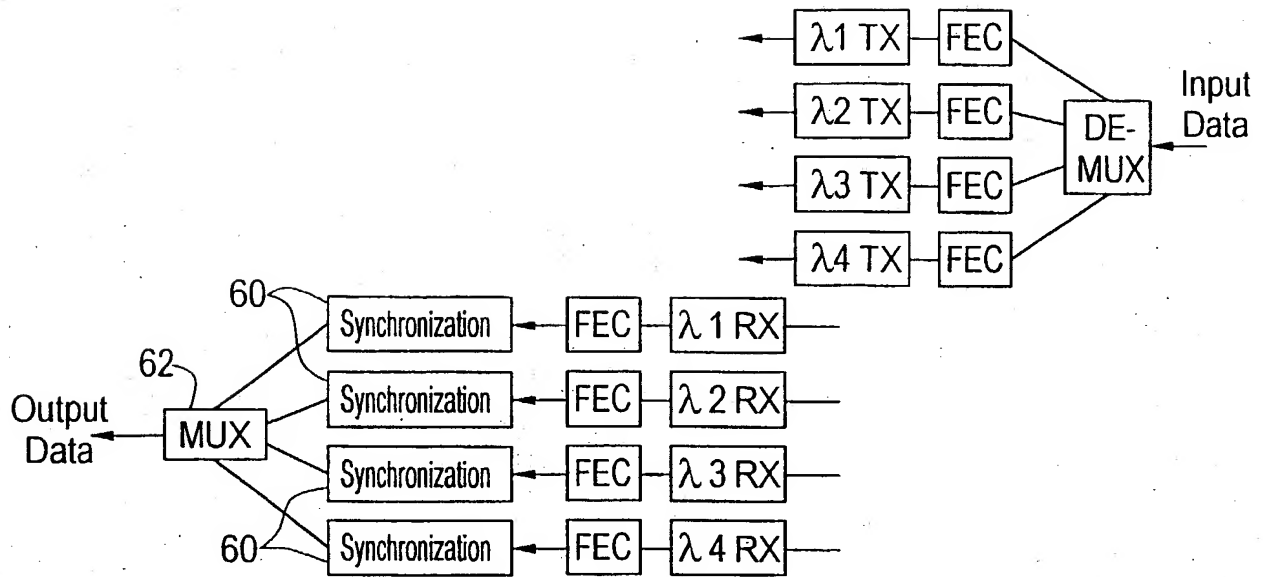 λ1 TX FEC
Input
Data
λ2 TX FEC
DE-
MUX
λ3 TX FEC
λ4 TX FEC
60
Synchronization FEC λ 1 RX
62
Synchronization FEC λ 2 RX
Output
Data
MUX
Synchronization FEC λ 3 RX
60
Synchronization FEC λ 4 RX